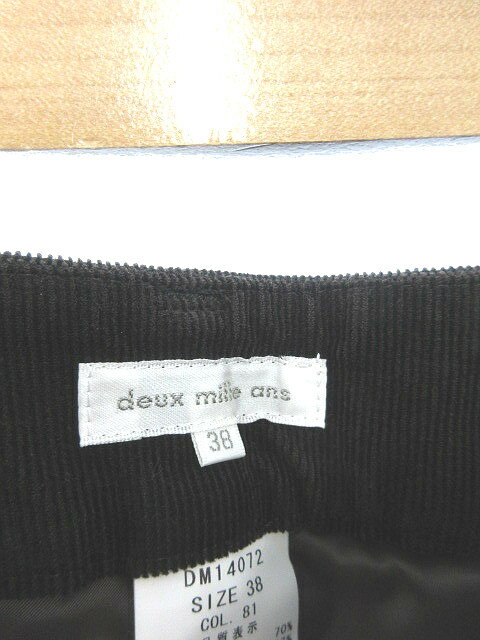 deux mille ans
38
DM14072
SIZE 38
COL. 81
品質表示
70%